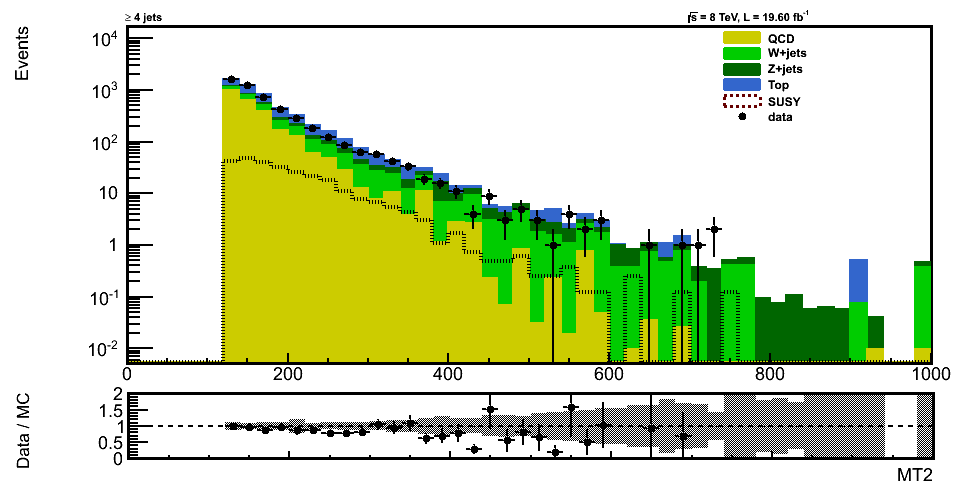 ≥ 4 jets
√s = 8 TeV, L = 19.60 fb⁻¹
Events
10⁴
10³
10²
10
1
10⁻¹
10⁻²
QCD
W+jets
Z+jets
Top
SUSY
data
0 200 400 600 800 1000
Data / MC
2
1.5
1
0.5
0
MT2